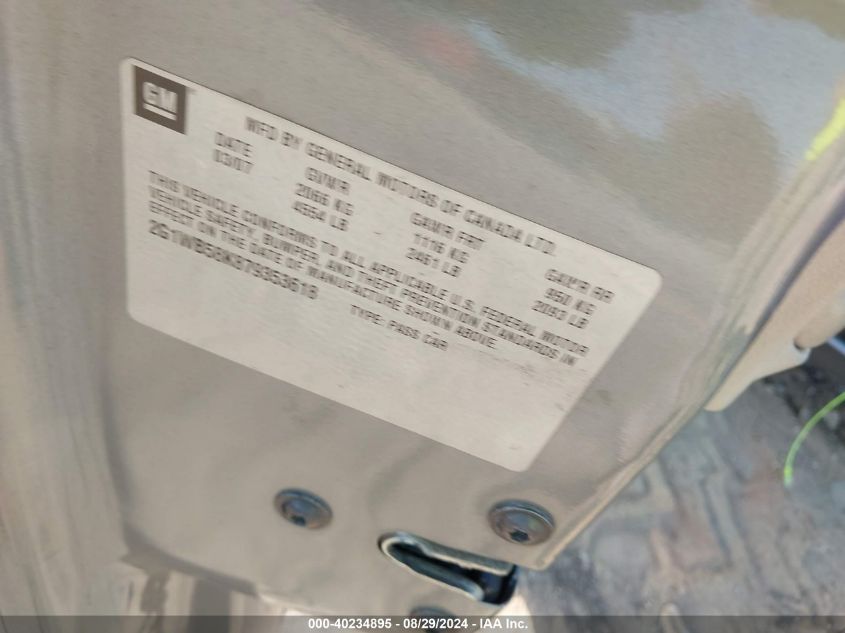 GM
MFD BY GENERAL MOTORS OF CANADA LTD.
DATE GVWR GAWR FRT GAWR RR
03/07 2066 KG 1116 KG 950 KG
4554 LB 2461 LB 2093 LB
THIS VEHICLE CONFORMS TO ALL APPLICABLE U.S. FEDERAL MOTOR
VEHICLE SAFETY, BUMPER, AND THEFT PREVENTION STANDARDS IN
EFFECT ON THE DATE OF MANUFACTURE SHOWN ABOVE.
2G1WB58K879353618 TYPE: PASS CAR
000-40234895 - 08/29/2024 - IAA Inc.